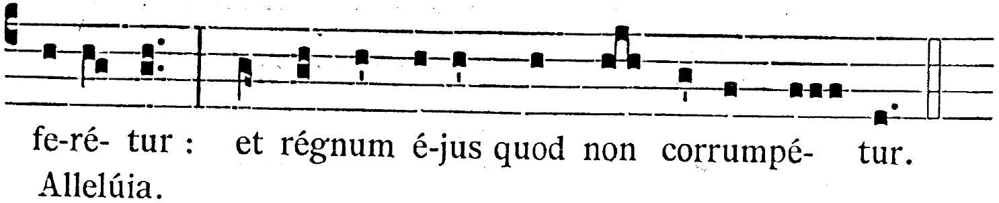 fe-ré- tur : et régnum é-jus quod non corrumpé- tur.
Allelúia.